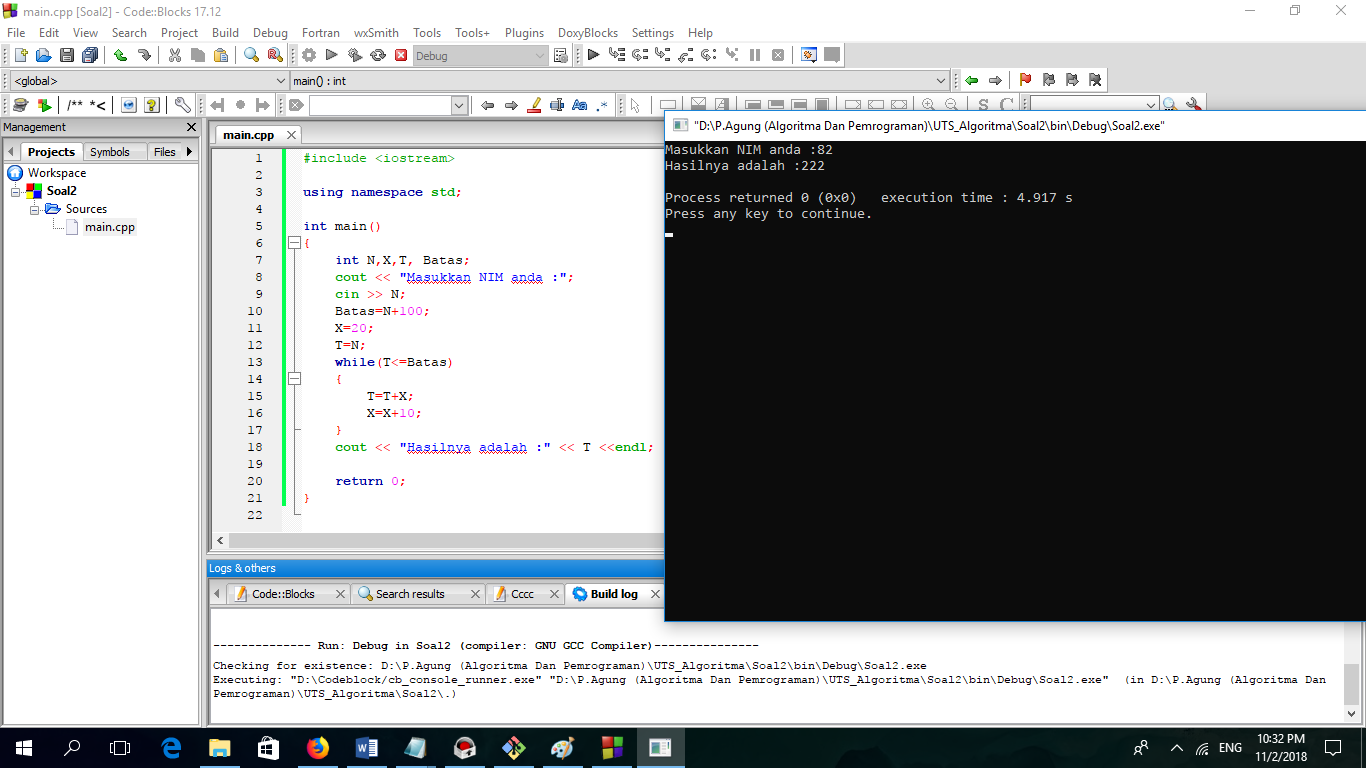 main.cpp [Soal2] - Code::Blocks 17.12
File Edit View Search Project Build Debug Fortran wxSmith Tools Tools+ Plugins DoxyBlocks Settings Help
Debug
<global> main() : int
/** *<
Aa .*
S C
Management
Projects Symbols Files
Workspace
Soal2
Sources
main.cpp
main.cpp
1 #include <iostream>
2
3 using namespace std;
4
5 int main()
6 {
7 int N,X,T, Batas;
8 cout << "Masukkan NIM anda :";
9 cin >> N;
10 Batas=N+100;
11 X=20;
12 T=N;
13 while(T<=Batas)
14 {
15 T=T+X;
16 X=X+10;
17 }
18 cout << "Hasilnya adalah :" << T <<endl;
19
20 return 0;
21 }
22
"D:\P.Agung (Algoritma Dan Pemrograman)\UTS_Algoritma\Soal2\bin\Debug\Soal2.exe"
Masukkan NIM anda :82
Hasilnya adalah :222
Process returned 0 (0x0) execution time : 4.917 s
Press any key to continue.
Logs & others
Code::Blocks Search results Cccc Build log
-------------- Run: Debug in Soal2 (compiler: GNU GCC Compiler)---------------
Checking for existence: D:\P.Agung (Algoritma Dan Pemrograman)\UTS_Algoritma\Soal2\bin\Debug\Soal2.exe
Executing: "D:\Codeblock/cb_console_runner.exe" "D:\P.Agung (Algoritma Dan Pemrograman)\UTS_Algoritma\Soal2\bin\Debug\Soal2.exe" (in D:\P.Agung (Algoritma Dan
Pemrograman)\UTS_Algoritma\Soal2\.)
ENG
10:32 PM
11/2/2018